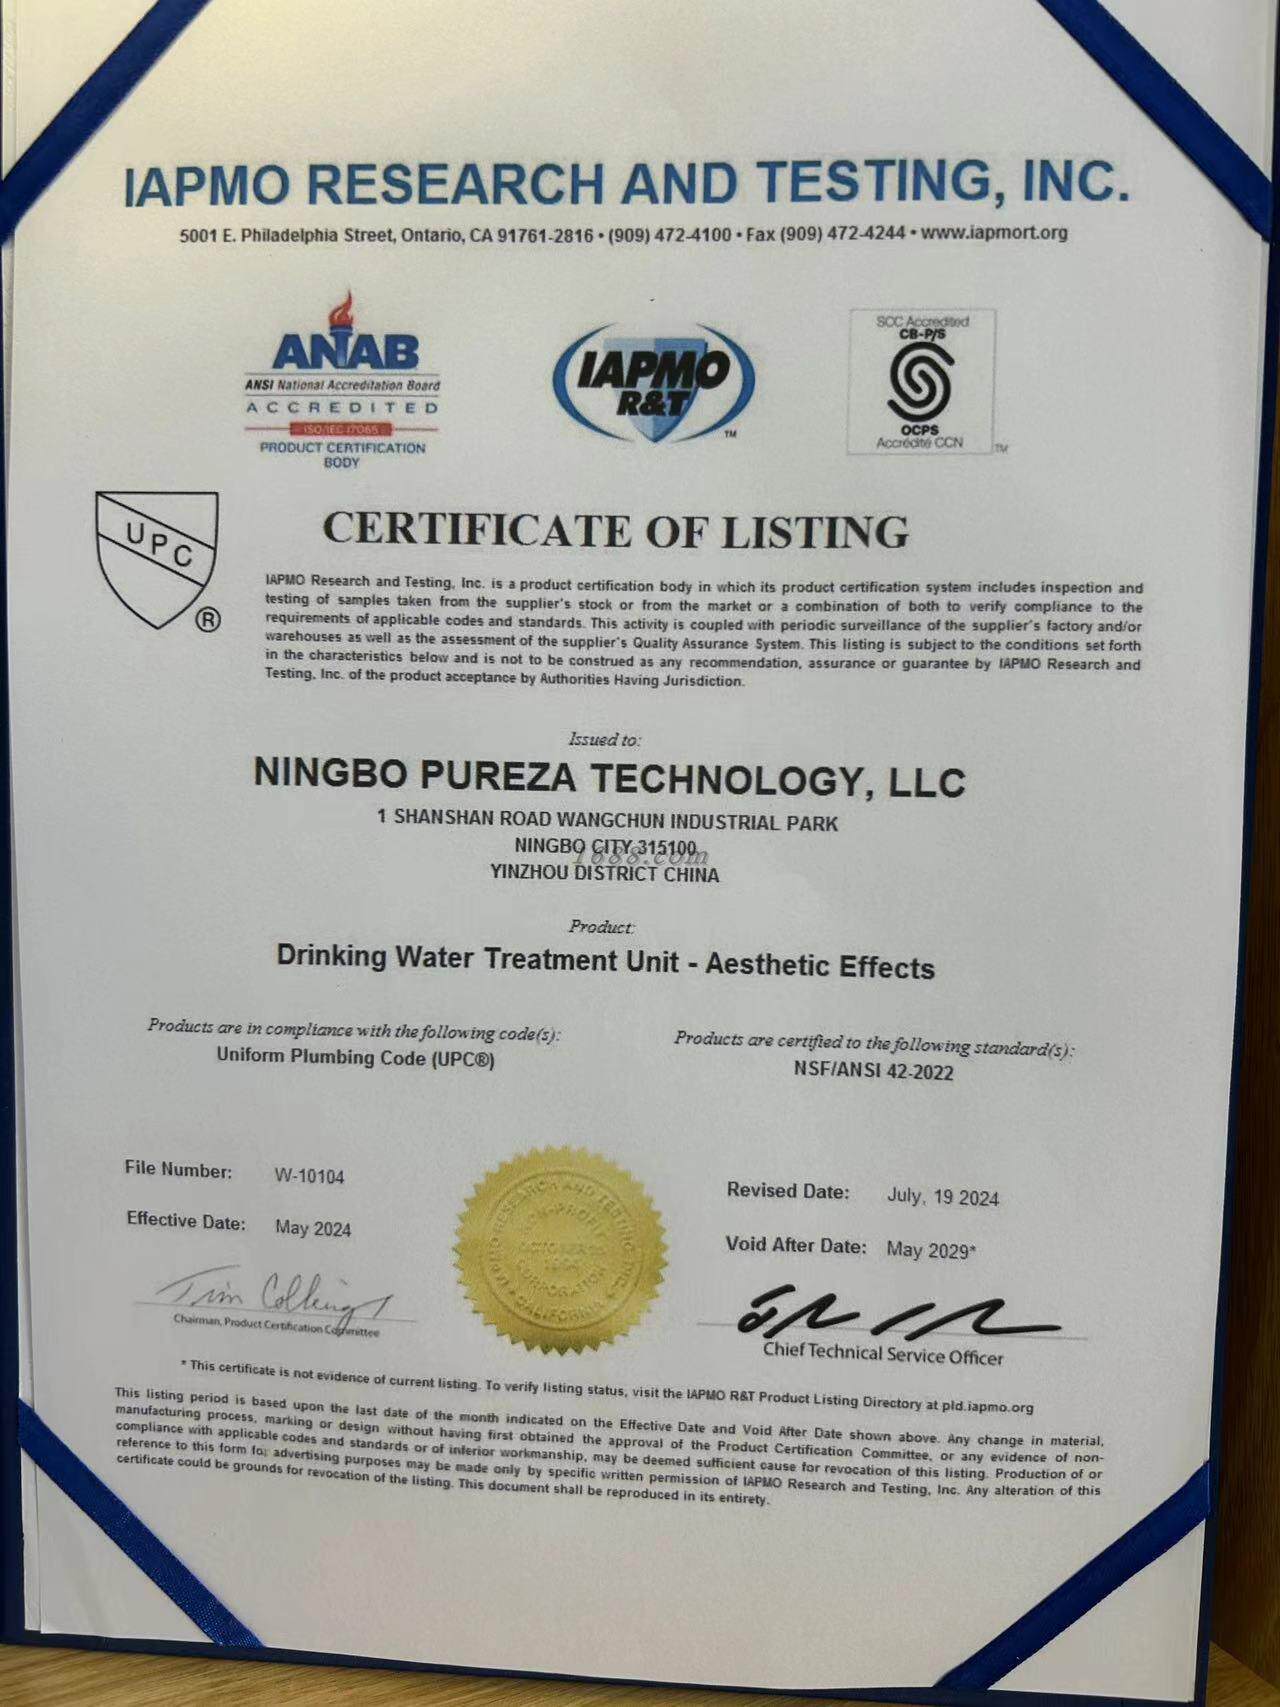 IAPMO RESEARCH AND TESTING, INC.
5001 E. Philadelphia Street, Ontario, CA 91761-2816 • (909) 472-4100 • Fax (909) 472-4244 • www.iapmort.org
ANAB
ANSI National Accreditation Board
ACCREDITED
ISO/IEC 17065
PRODUCT CERTIFICATION
BODY
IAPMO
R&T
TM
SCC Accredited
CB-P/S
OCPS
Accrédité CCN
TM
UPC
®
CERTIFICATE OF LISTING
IAPMO Research and Testing, Inc. is a product certification body in which its product certification system includes inspection and
testing of samples taken from the supplier's stock or from the market or a combination of both to verify compliance to the
requirements of applicable codes and standards. This activity is coupled with periodic surveillance of the supplier's factory and/or
warehouses as well as the assessment of the supplier's Quality Assurance System. This listing is subject to the conditions set forth
in the characteristics below and is not to be construed as any recommendation, assurance or guarantee by IAPMO Research and
Testing, Inc. of the product acceptance by Authorities Having Jurisdiction.
Issued to:
NINGBO PUREZA TECHNOLOGY, LLC
1 SHANSHAN ROAD WANGCHUN INDUSTRIAL PARK
NINGBO CITY 315100
1688.com
YINZHOU DISTRICT CHINA
Product:
Drinking Water Treatment Unit - Aesthetic Effects
Products are in compliance with the following code(s):
Uniform Plumbing Code (UPC®)
Products are certified to the following standard(s):
NSF/ANSI 42-2022
File Number: W-10104
Effective Date: May 2024
Revised Date: July, 19 2024
Void After Date: May 2029*
Tim Collings
Chairman, Product Certification Committee
RESEARCH AND TESTING, INC.
NON-PROFIT
CORPORATION
CALIFORNIA
Chief Technical Service Officer
* This certificate is not evidence of current listing. To verify listing status, visit the IAPMO R&T Product Listing Directory at pld.iapmo.org
This listing period is based upon the last date of the month indicated on the Effective Date and Void After Date shown above. Any change in material,
manufacturing process, marking or design without having first obtained the approval of the Product Certification Committee, or any evidence of non-
compliance with applicable codes and standards or of inferior workmanship, may be deemed sufficient cause for revocation of this listing. Production of or
reference to this form for advertising purposes may be made only by specific written permission of IAPMO Research and Testing, Inc. Any alteration of this
certificate could be grounds for revocation of the listing. This document shall be reproduced in its entirety.